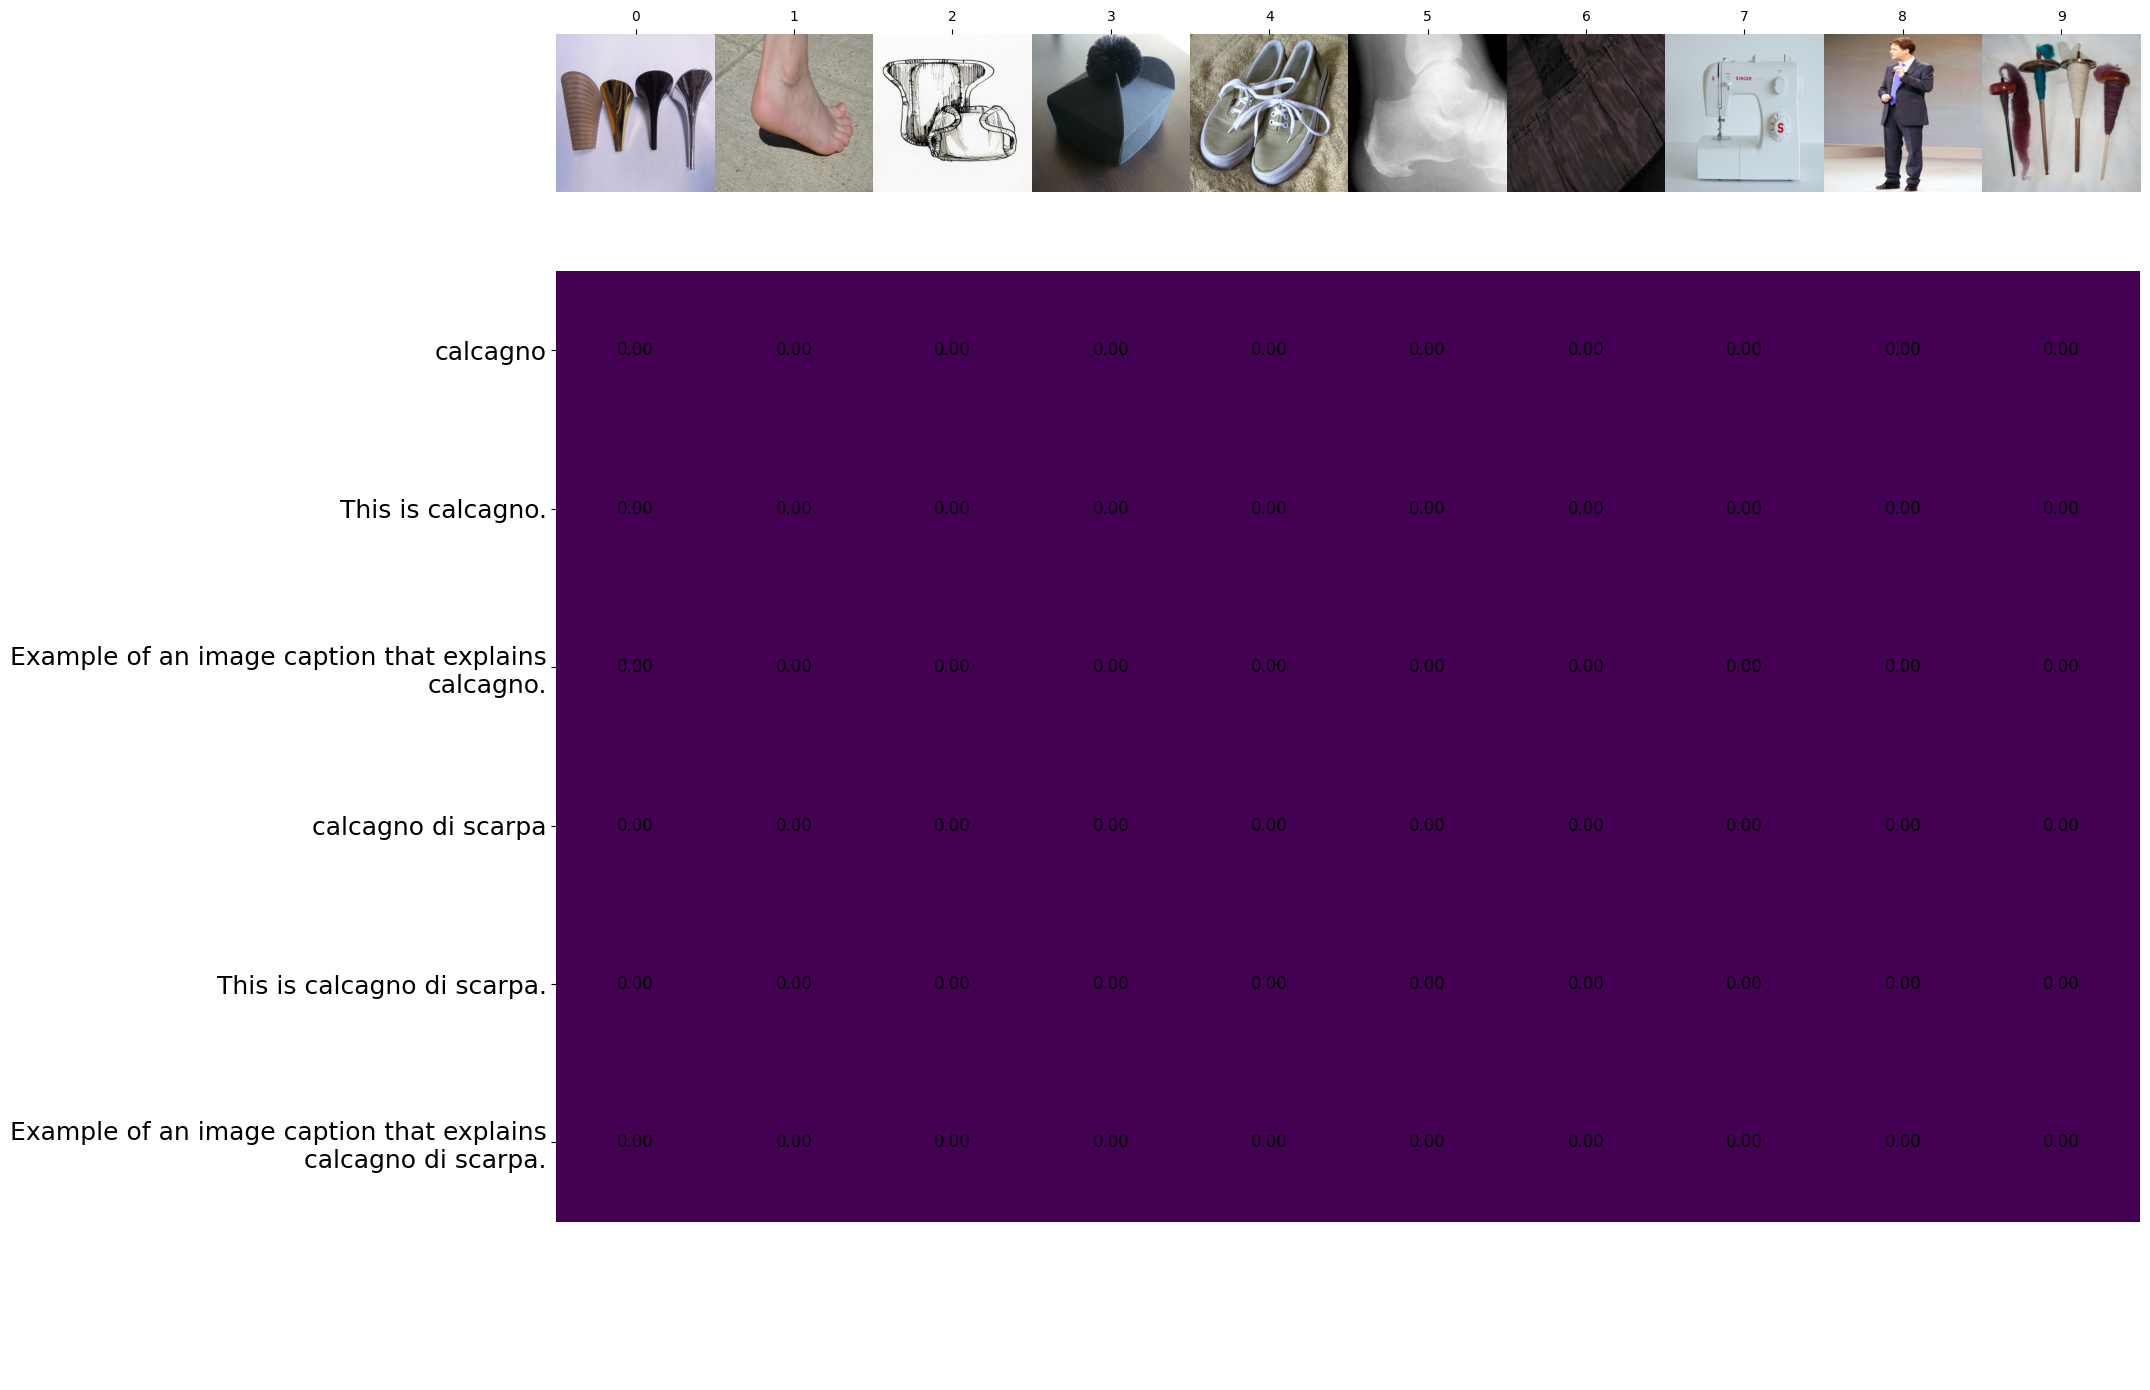 0 1 2 3 4 5 6 7 8 9
SINGER
S
calcagno 0.00 0.00 0.00 0.00 0.00 0.00 0.00 0.00 0.00 0.00
This is calcagno. 0.00 0.00 0.00 0.00 0.00 0.00 0.00 0.00 0.00 0.00
Example of an image caption that explains
calcagno. 0.00 0.00 0.00 0.00 0.00 0.00 0.00 0.00 0.00 0.00
calcagno di scarpa 0.00 0.00 0.00 0.00 0.00 0.00 0.00 0.00 0.00 0.00
This is calcagno di scarpa. 0.00 0.00 0.00 0.00 0.00 0.00 0.00 0.00 0.00 0.00
Example of an image caption that explains
calcagno di scarpa. 0.00 0.00 0.00 0.00 0.00 0.00 0.00 0.00 0.00 0.00